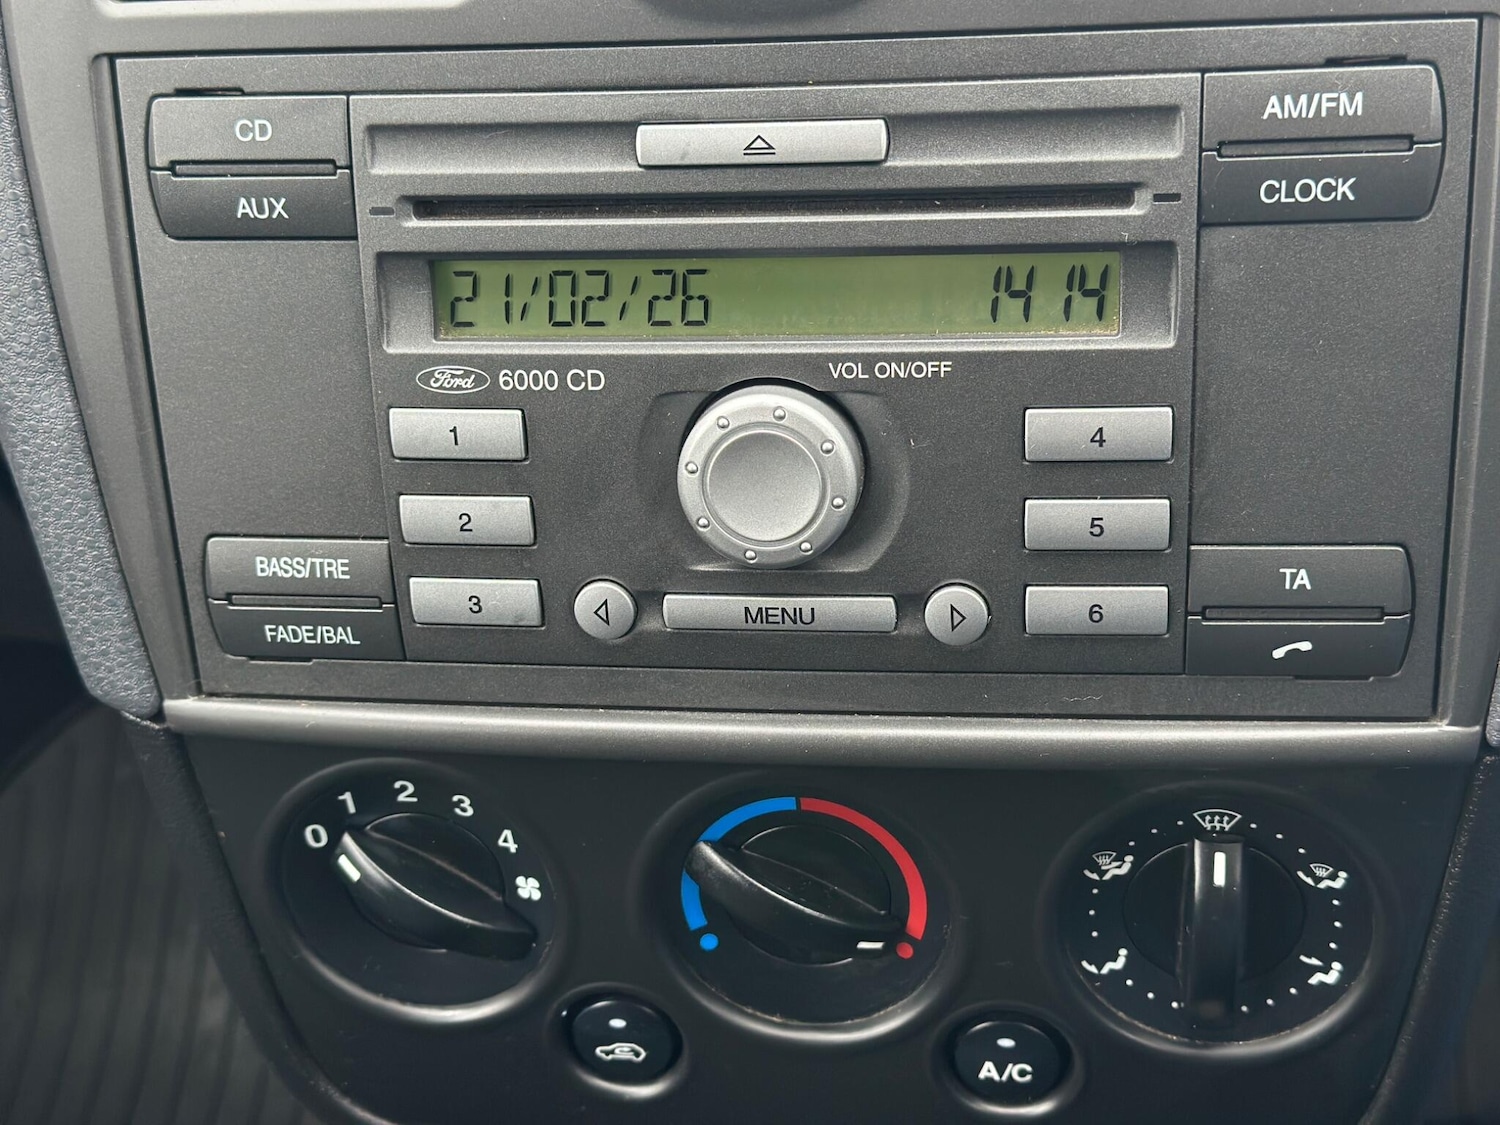 CD
AM/FM
AUX
CLOCK
21/02/26 14 14
Ford 6000 CD
VOL ON/OFF
1
4
2
5
BASS/TRE
3
MENU
6
TA
FADE/BAL
0 1 2 3 4
A/C